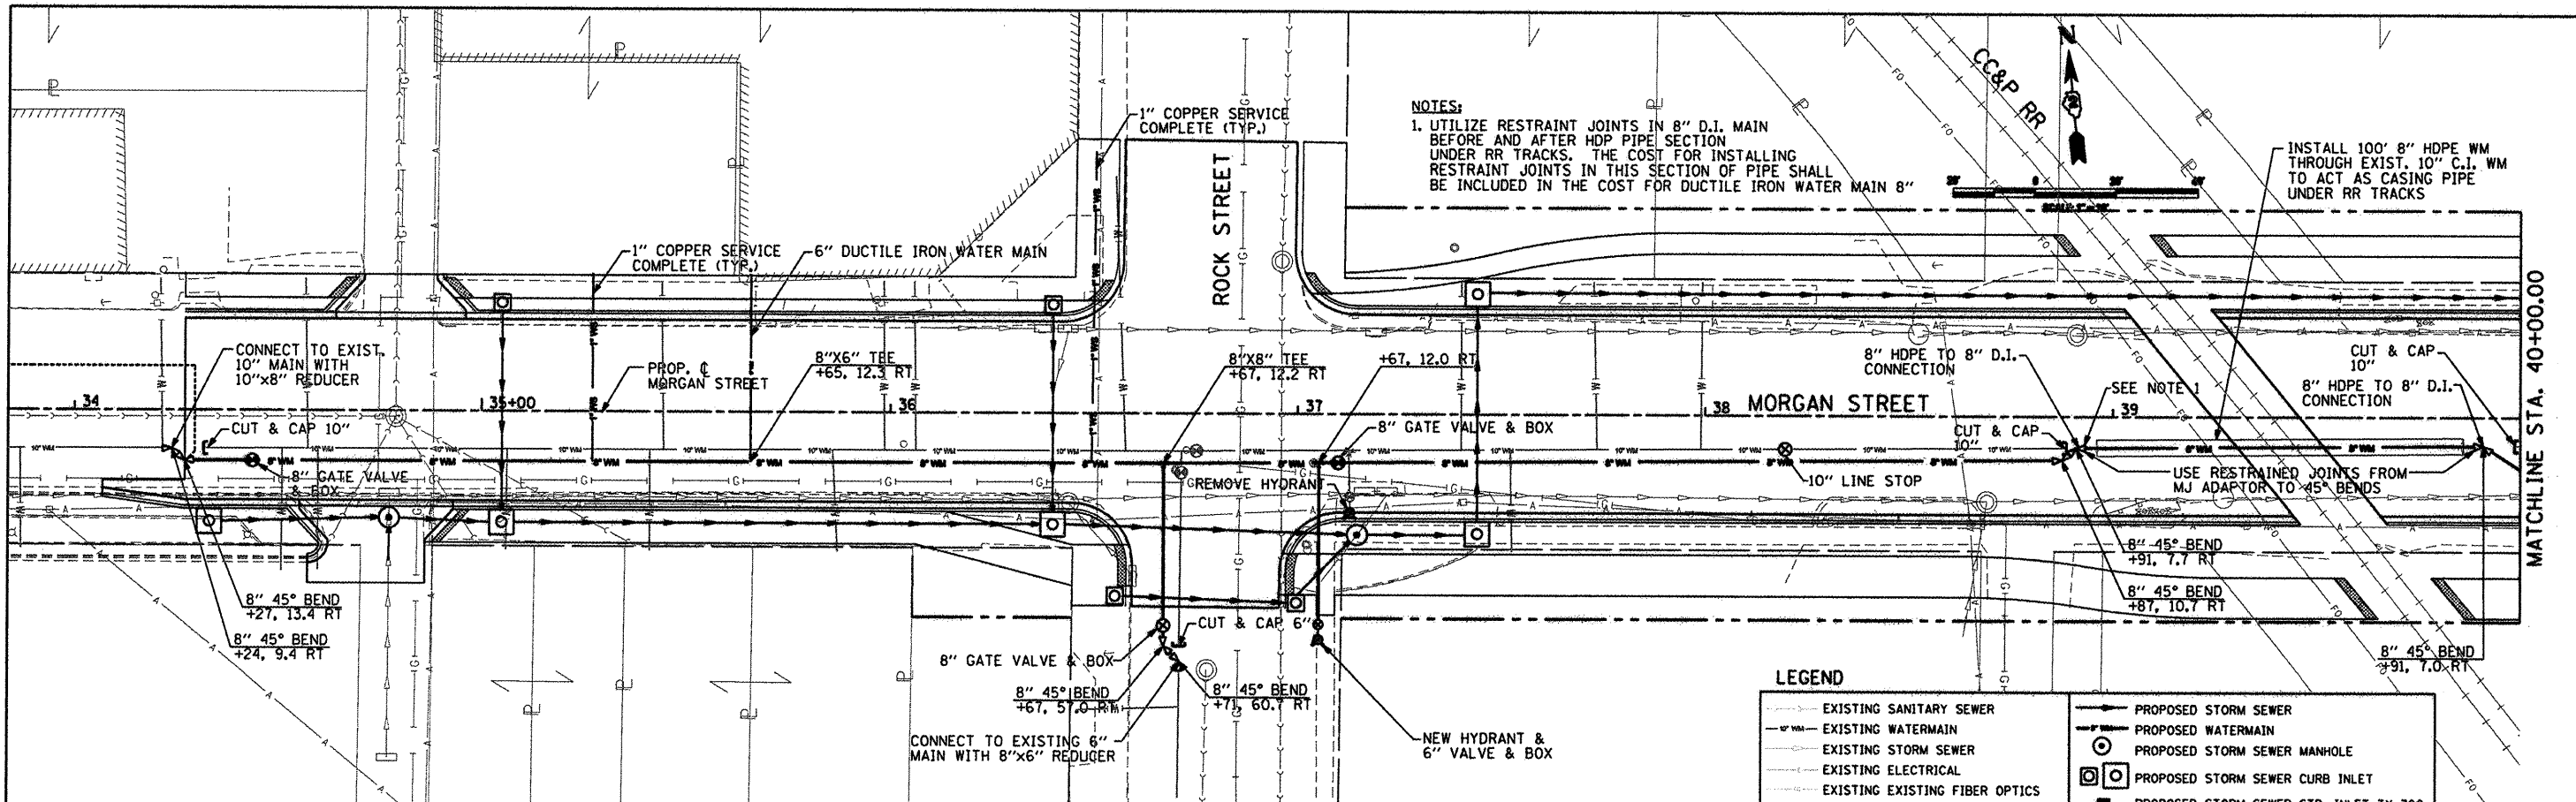 NOTES:
1. UTILIZE RESTRAINT JOINTS IN 8" D.I. MAIN
BEFORE AND AFTER HDP PIPE SECTION
UNDER RR TRACKS. THE COST FOR INSTALLING
RESTRAINT JOINTS IN THIS SECTION OF PIPE SHALL
BE INCLUDED IN THE COST FOR DUCTILE IRON WATER MAIN 8"
CC&P RR
N
INSTALL 100' 8" HDPE WM
THROUGH EXIST. 10" C.I. WM
TO ACT AS CASING PIPE
UNDER RR TRACKS
1" COPPER SERVICE
COMPLETE (TYP.)
ROCK STREET
1" COPPER SERVICE
COMPLETE (TYP.)
6" DUCTILE IRON WATER MAIN
CONNECT TO EXIST.
10" MAIN WITH
10"x8" REDUCER
PROP. ℄
MORGAN STREET
8"X6" TEE
+65, 12.3 RT
8"X8" TEE
+67, 12.2 RT
+67, 12.0 RT
8" HDPE TO 8" D.I.
CONNECTION
SEE NOTE 1
CUT & CAP
10"
8" HDPE TO 8" D.I.
CONNECTION
MATCHLINE STA. 40+00.00
34
35+00
36
37
38
MORGAN STREET
39
CUT & CAP 10"
8" GATE VALVE
& BOX
8" GATE VALVE & BOX
CUT & CAP
10"
10" LINE STOP
REMOVE HYDRANT
USE RESTRAINED JOINTS FROM
MJ ADAPTOR TO 45° BENDS
8" 45° BEND
+27, 13.4 RT
8" 45° BEND
+24, 9.4 RT
8" 45° BEND
+91, 7.7 RT
8" 45° BEND
+87, 10.7 RT
8" 45° BEND
+91, 7.0 RT
CUT & CAP 6"
8" GATE VALVE & BOX
8" 45° BEND
+67, 57.0 RT
8" 45° BEND
+71, 60.7 RT
CONNECT TO EXISTING 6"
MAIN WITH 8"x6" REDUCER
NEW HYDRANT &
6" VALVE & BOX
LEGEND
EXISTING SANITARY SEWER
10" WM EXISTING WATERMAIN
EXISTING STORM SEWER
EXISTING ELECTRICAL
EXISTING EXISTING FIBER OPTICS
PROPOSED STORM SEWER
8" WM PROPOSED WATERMAIN
PROPOSED STORM SEWER MANHOLE
PROPOSED STORM SEWER CURB INLET